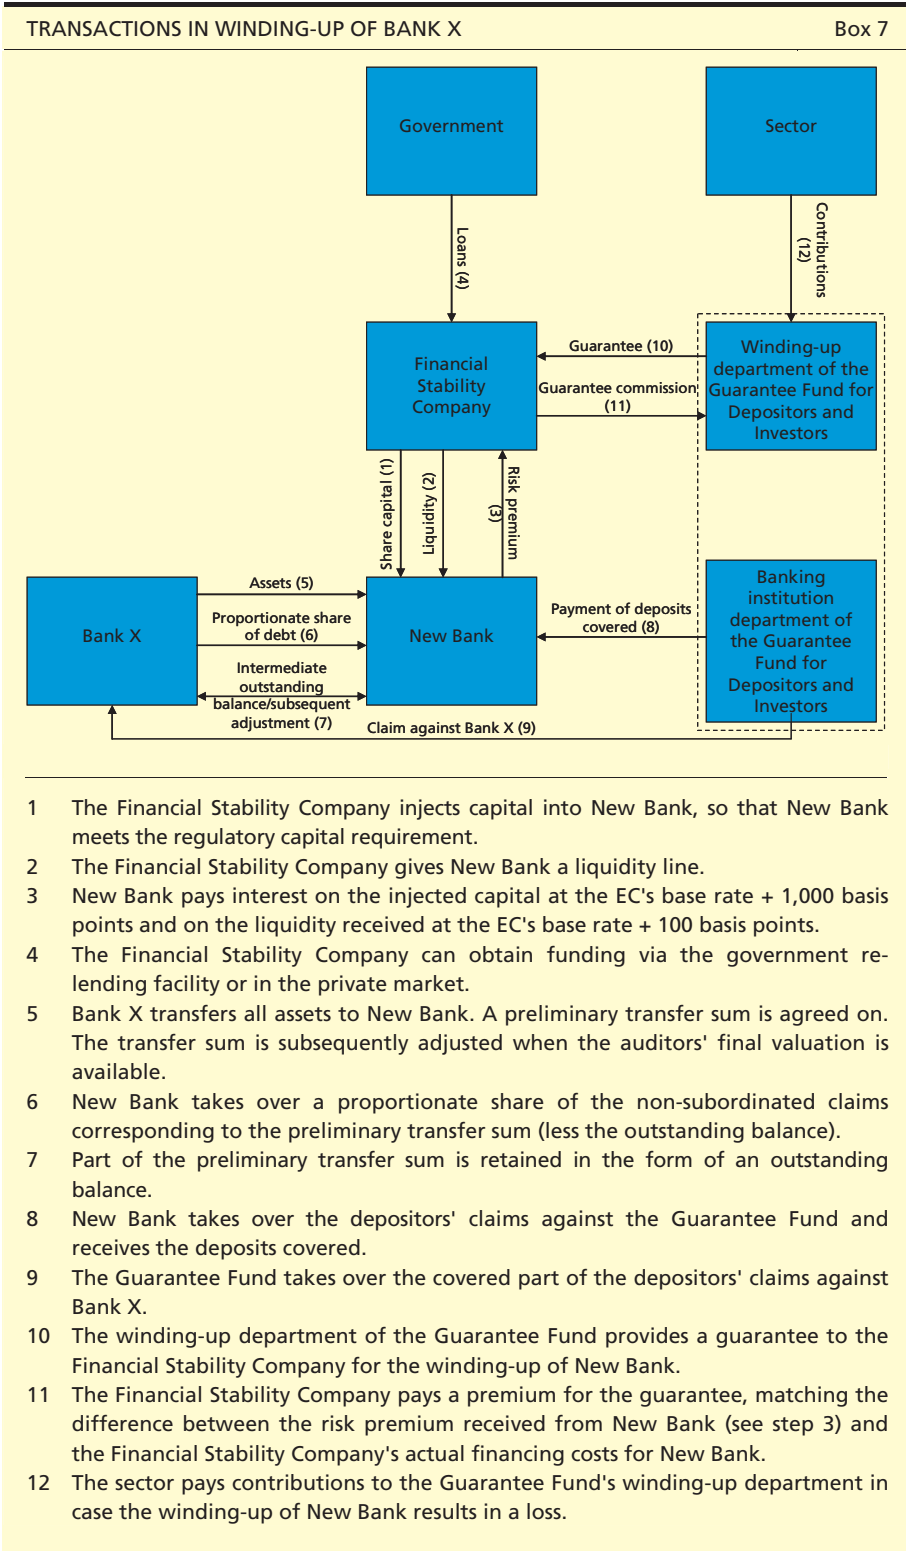 TRANSACTIONS IN WINDING-UP OF BANK X
Box 7
Government
Sector
Loans (4)
Contributions
(12)
Financial
Stability
Company
Guarantee (10)
Guarantee commission
(11)
Winding-up
department of the
Guarantee Fund for
Depositors and
Investors
Share capital (1)
Liquidity (2)
Risk premium
(3)
Bank X
Assets (5)
Proportionate share
of debt (6)
Intermediate
outstanding
balance/subsequent
adjustment (7)
New Bank
Payment of deposits
covered (8)
Banking
institution
department of
the Guarantee
Fund for
Depositors and
Investors
Claim against Bank X (9)
1 The Financial Stability Company injects capital into New Bank, so that New Bank
meets the regulatory capital requirement.
2 The Financial Stability Company gives New Bank a liquidity line.
3 New Bank pays interest on the injected capital at the EC's base rate + 1,000 basis
points and on the liquidity received at the EC's base rate + 100 basis points.
4 The Financial Stability Company can obtain funding via the government re-
lending facility or in the private market.
5 Bank X transfers all assets to New Bank. A preliminary transfer sum is agreed on.
The transfer sum is subsequently adjusted when the auditors' final valuation is
available.
6 New Bank takes over a proportionate share of the non-subordinated claims
corresponding to the preliminary transfer sum (less the outstanding balance).
7 Part of the preliminary transfer sum is retained in the form of an outstanding
balance.
8 New Bank takes over the depositors' claims against the Guarantee Fund and
receives the deposits covered.
9 The Guarantee Fund takes over the covered part of the depositors' claims against
Bank X.
10 The winding-up department of the Guarantee Fund provides a guarantee to the
Financial Stability Company for the winding-up of New Bank.
11 The Financial Stability Company pays a premium for the guarantee, matching the
difference between the risk premium received from New Bank (see step 3) and
the Financial Stability Company's actual financing costs for New Bank.
12 The sector pays contributions to the Guarantee Fund's winding-up department in
case the winding-up of New Bank results in a loss.